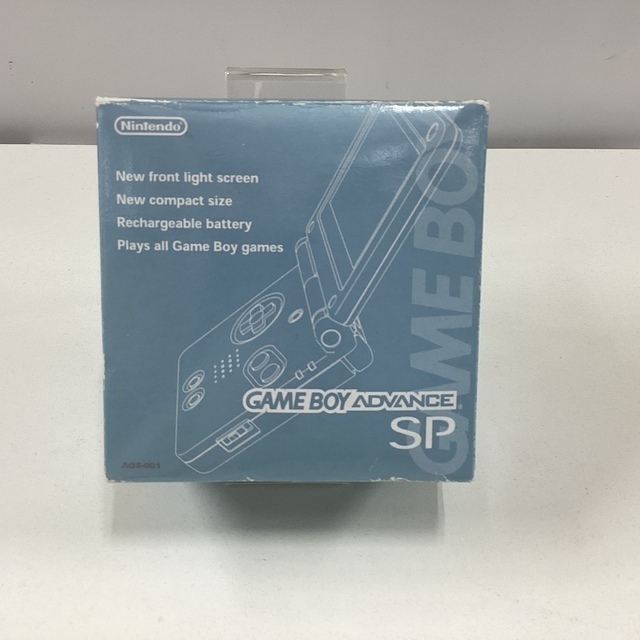 Nintendo
New front light screen
New compact size
Rechargeable battery
Plays all Game Boy games
GAME BOY ADVANCE
SP
AGS-001
GAME BO